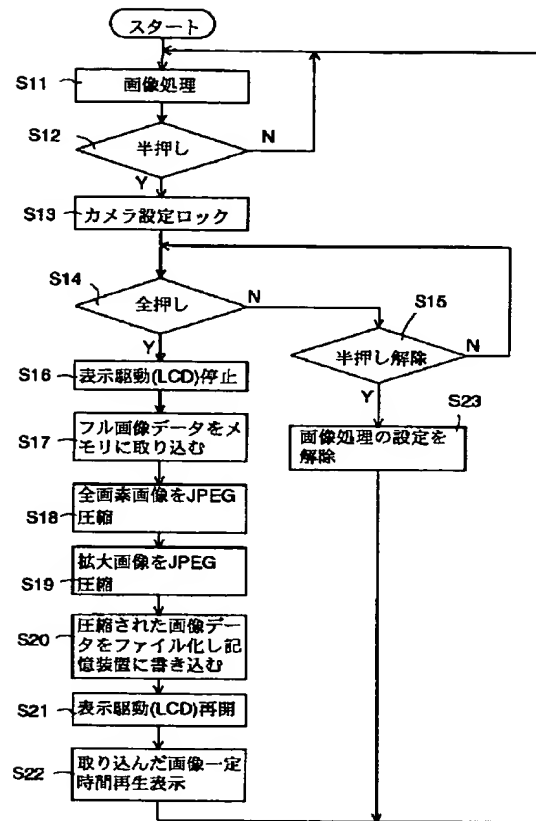 スタート
S11
画像処理
S12
半押し
N
Y
S13
カメラ設定ロック
S14
全押し
N
Y
S15
半押し解除
N
Y
S16
表示駆動(LCD)停止
S23
画像処理の設定を
解除
S17
フル画像データをメ
モリに取り込む
S18
全画素画像をJPEG
圧縮
S19
拡大画像をJPEG
圧縮
S20
圧縮された画像デー
タをファイル化し記
憶装置に書き込む
S21
表示駆動(LCD)再開
S22
取り込んだ画像一定
時間再生表示